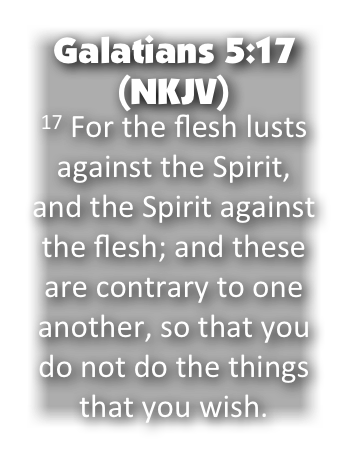 Galatians 5:17
(NKJV)
17 For the flesh lusts
against the Spirit,
and the Spirit against
the flesh; and these
are contrary to one
another, so that you
do not do the things
that you wish.